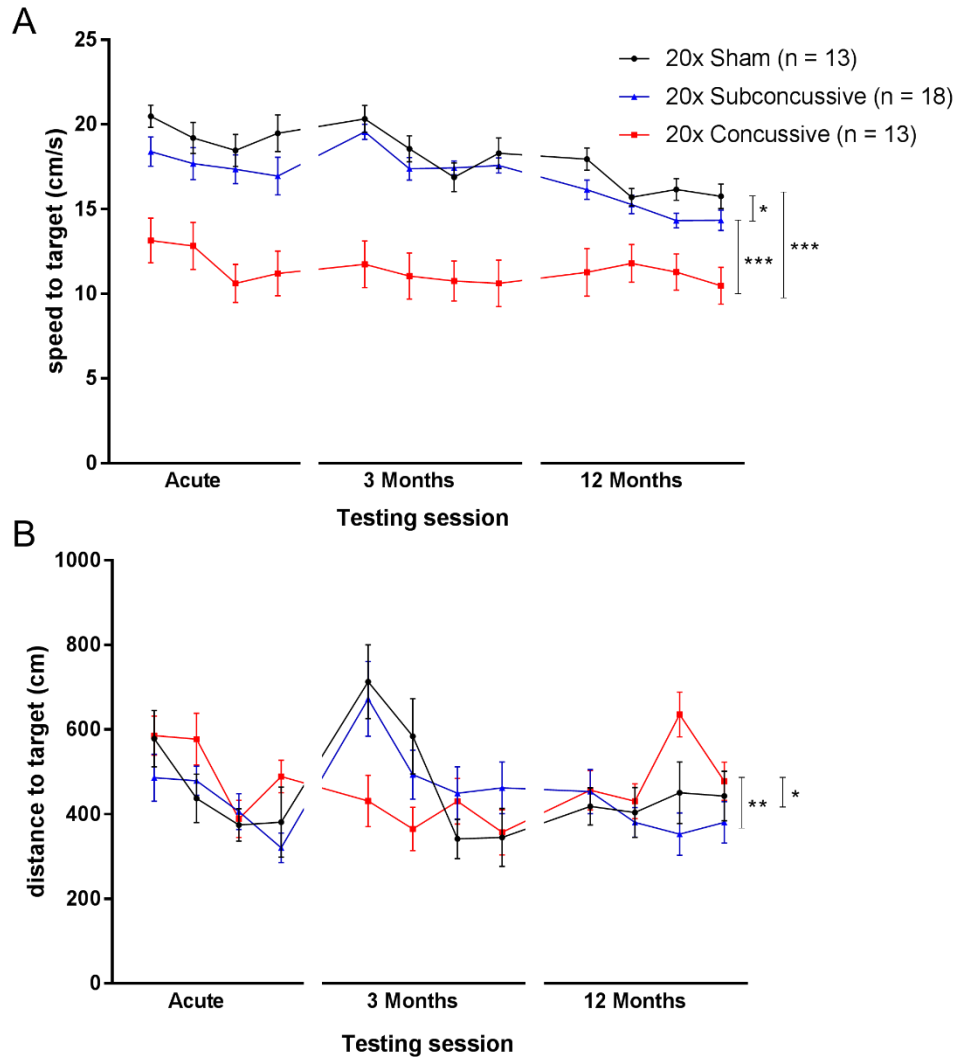 A
25
20
15
10
5
0
speed to target (cm/s)
20x Sham (n = 13)
20x Subconcussive (n = 18)
20x Concussive (n = 13)
*
***
***
Acute
3 Months
12 Months
Testing session
B
1000
800
600
400
200
0
distance to target (cm)
**
*
Acute
3 Months
12 Months
Testing session